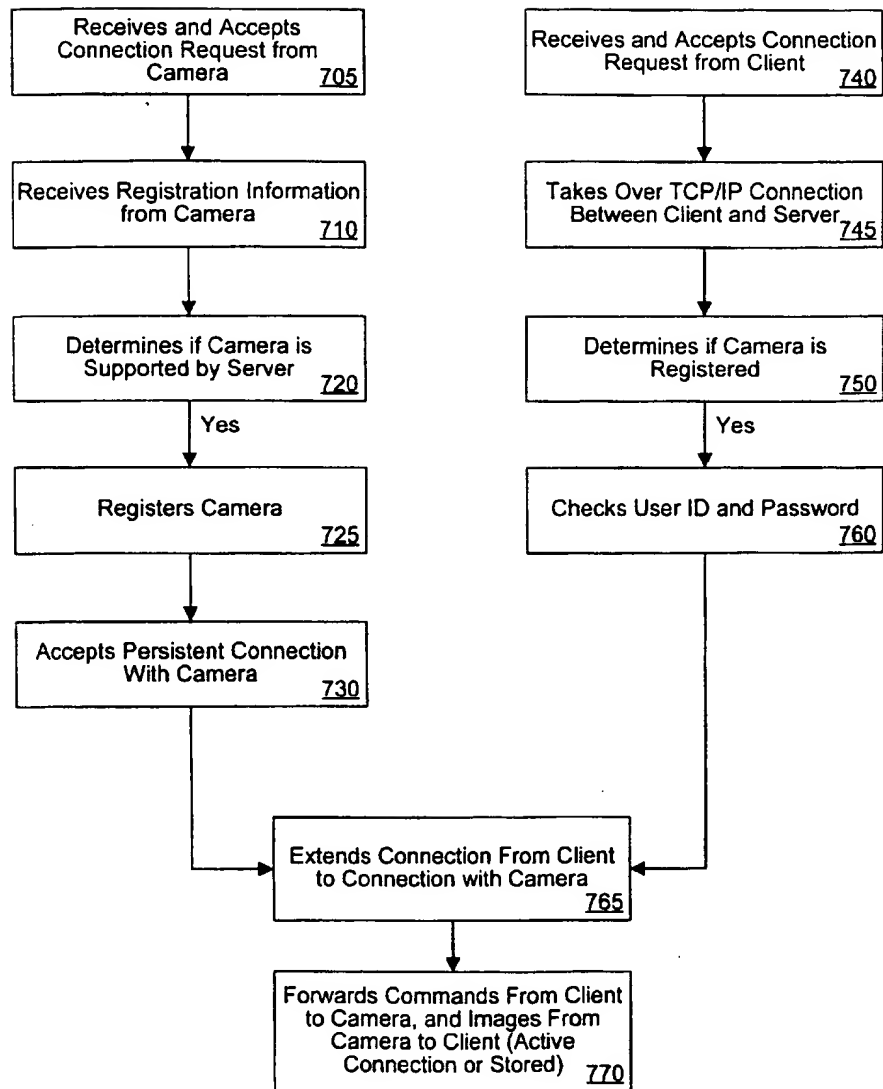 Receives and Accepts
Connection Request from
Camera
705
Receives Registration Information
from Camera
710
Determines if Camera is
Supported by Server
720
Yes
Registers Camera
725
Accepts Persistent Connection
With Camera
730
Receives and Accepts Connection
Request from Client
740
Takes Over TCP/IP Connection
Between Client and Server
745
Determines if Camera is
Registered
750
Yes
Checks User ID and Password
760
Extends Connection From Client
to Connection with Camera
765
Forwards Commands From Client
to Camera, and Images From
Camera to Client (Active
Connection or Stored)
770